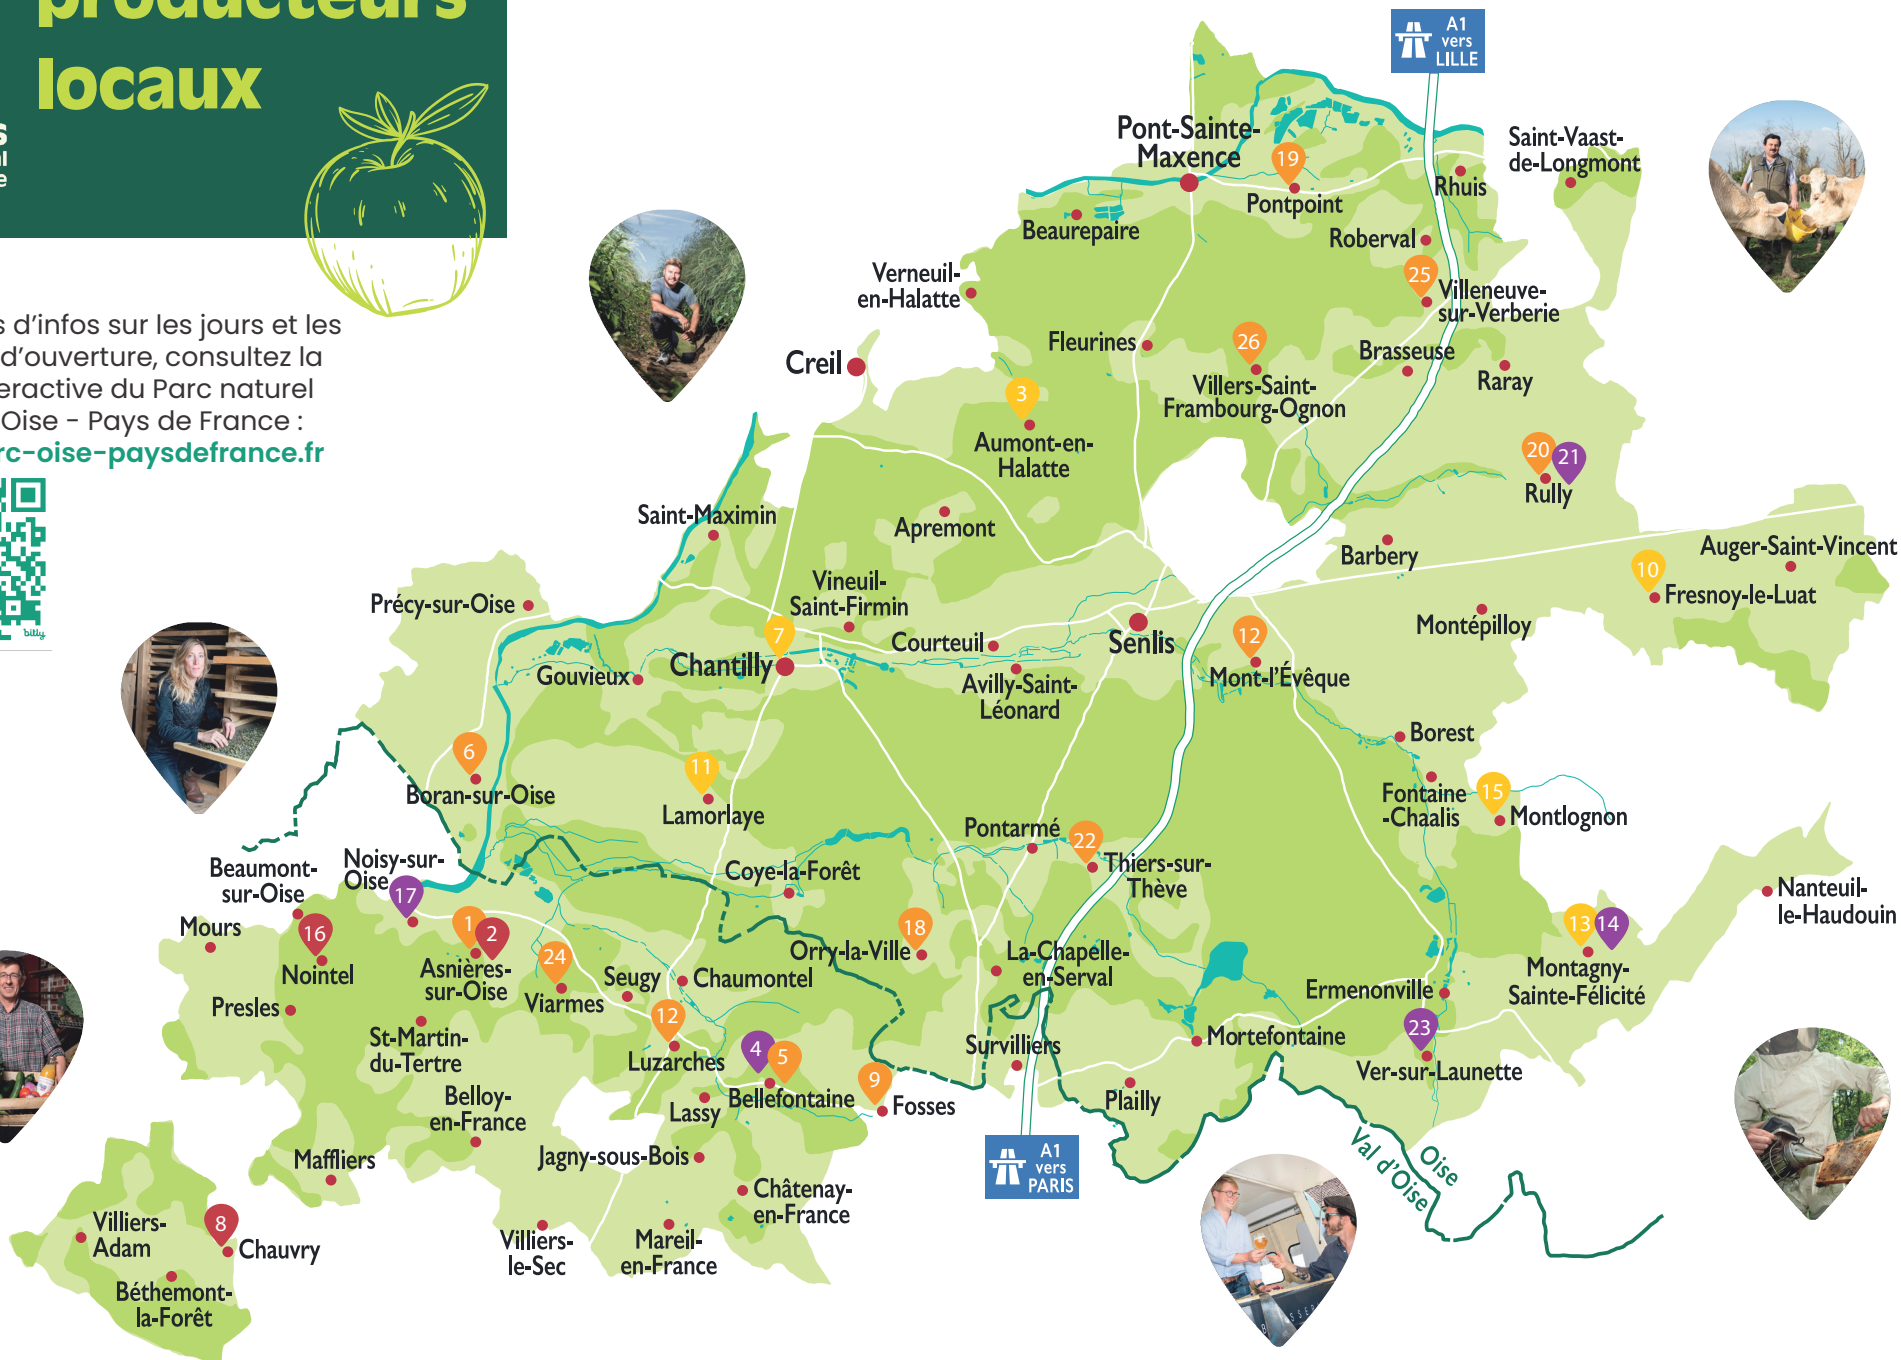 producteurs
locaux
s
al
e
s d’infos sur les jours et les
d’ouverture, consultez la
eractive du Parc naturel
Oise - Pays de France :
rc-oise-paysdefrance.fr
bitly
A1
vers
LILLE
Pont-Sainte-
Maxence
19
Pontpoint
Rhuis
Saint-Vaast-
de-Longmont
Beaurepaire
Roberval
Verneuil-
en-Halatte
25
Villeneuve-
sur-Verberie
Fleurines
26
Villers-Saint-
Frambourg-Ognon
Brasseuse
Raray
Creil
3
Aumont-en-
Halatte
20
21
Rully
Saint-Maximin
Apremont
Barbery
Auger-Saint-Vincent
10
Fresnoy-le-Luat
Précy-sur-Oise
Vineuil-
Saint-Firmin
Courteuil
Senlis
Montépilloy
7
Chantilly
Gouvieux
Avilly-Saint-
Léonard
12
Mont-l’Évêque
Borest
6
Boran-sur-Oise
11
Lamorlaye
Fontaine
-Chaalis
15
Montlognon
Pontarmé
22
Thiers-sur-
Thève
Beaumont-
sur-Oise
Noisy-sur-
Oise
17
Coye-la-Forêt
Nanteuil-
le-Haudouin
Mours
16
Nointel
1
2
Asnières-
sur-Oise
24
Viarmes
Seugy
Chaumontel
18
Orry-la-Ville
La-Chapelle-
en-Serval
13
14
Montagny-
Sainte-Félicité
Ermenonville
Presles
St-Martin-
du-Tertre
12
Luzarches
4
5
Bellefontaine
Survilliers
Mortefontaine
23
Ver-sur-Launette
9
Fosses
Lassy
Plailly
Belloy-
en-France
Maffliers
Jagny-sous-Bois
A1
vers
PARIS
Oise
Val d’Oise
Châtenay-
en-France
Villiers-
Adam
8
Chauvry
Villiers-
le-Sec
Mareil-
en-France
Béthemont-
la-Forêt